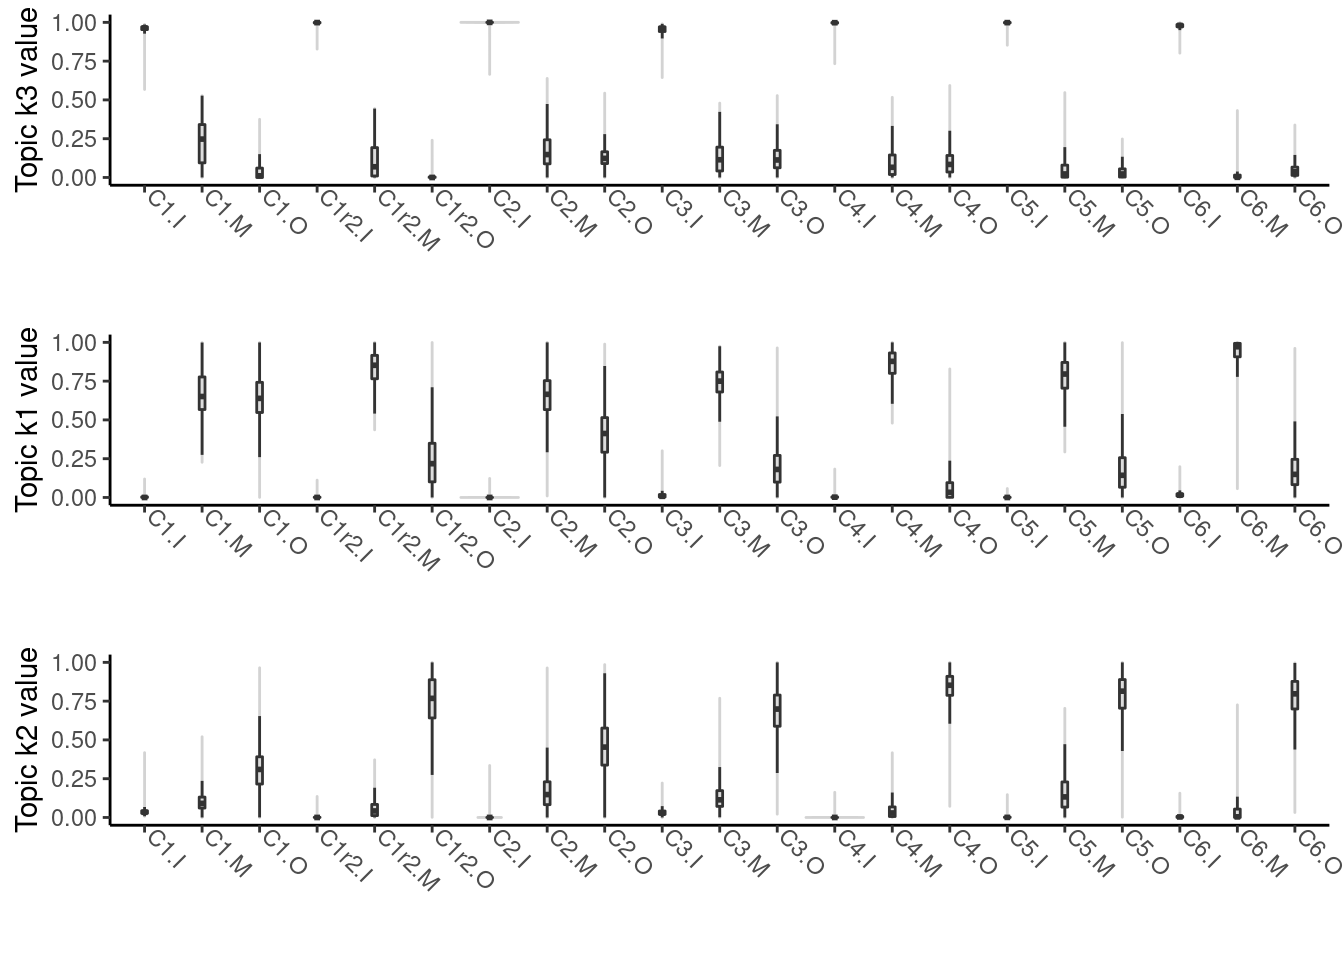 Topic k3 value
1.00
0.75
0.50
0.25
0.00
C1.I C1.M C1.O C1r2.I C1r2.M C1r2.O C2.I C2.M C2.O C3.I C3.M C3.O C4.I C4.M C4.O C5.I C5.M C5.O C6.I C6.M C6.O
Topic k1 value
1.00
0.75
0.50
0.25
0.00
C1.I C1.M C1.O C1r2.I C1r2.M C1r2.O C2.I C2.M C2.O C3.I C3.M C3.O C4.I C4.M C4.O C5.I C5.M C5.O C6.I C6.M C6.O
Topic k2 value
1.00
0.75
0.50
0.25
0.00
C1.I C1.M C1.O C1r2.I C1r2.M C1r2.O C2.I C2.M C2.O C3.I C3.M C3.O C4.I C4.M C4.O C5.I C5.M C5.O C6.I C6.M C6.O